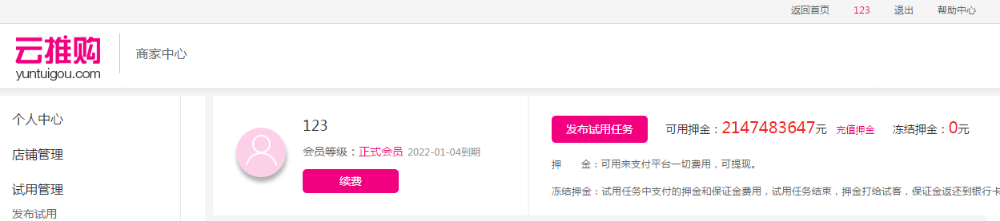 返回首页 123 退出 帮助中心
云推购
yuntuigou.com
商家中心
个人中心
店铺管理
试用管理
发布试用
123
会员等级：正式会员 2022-01-04到期
续费
发布试用任务 可用押金：2147483647元 充值押金 冻结押金：0元
押 金：可用来支付平台一切费用，可提现。
冻结押金：试用任务中支付的押金和保证金费用，试用任务结束，押金打给试客，保证金返还到银行卡